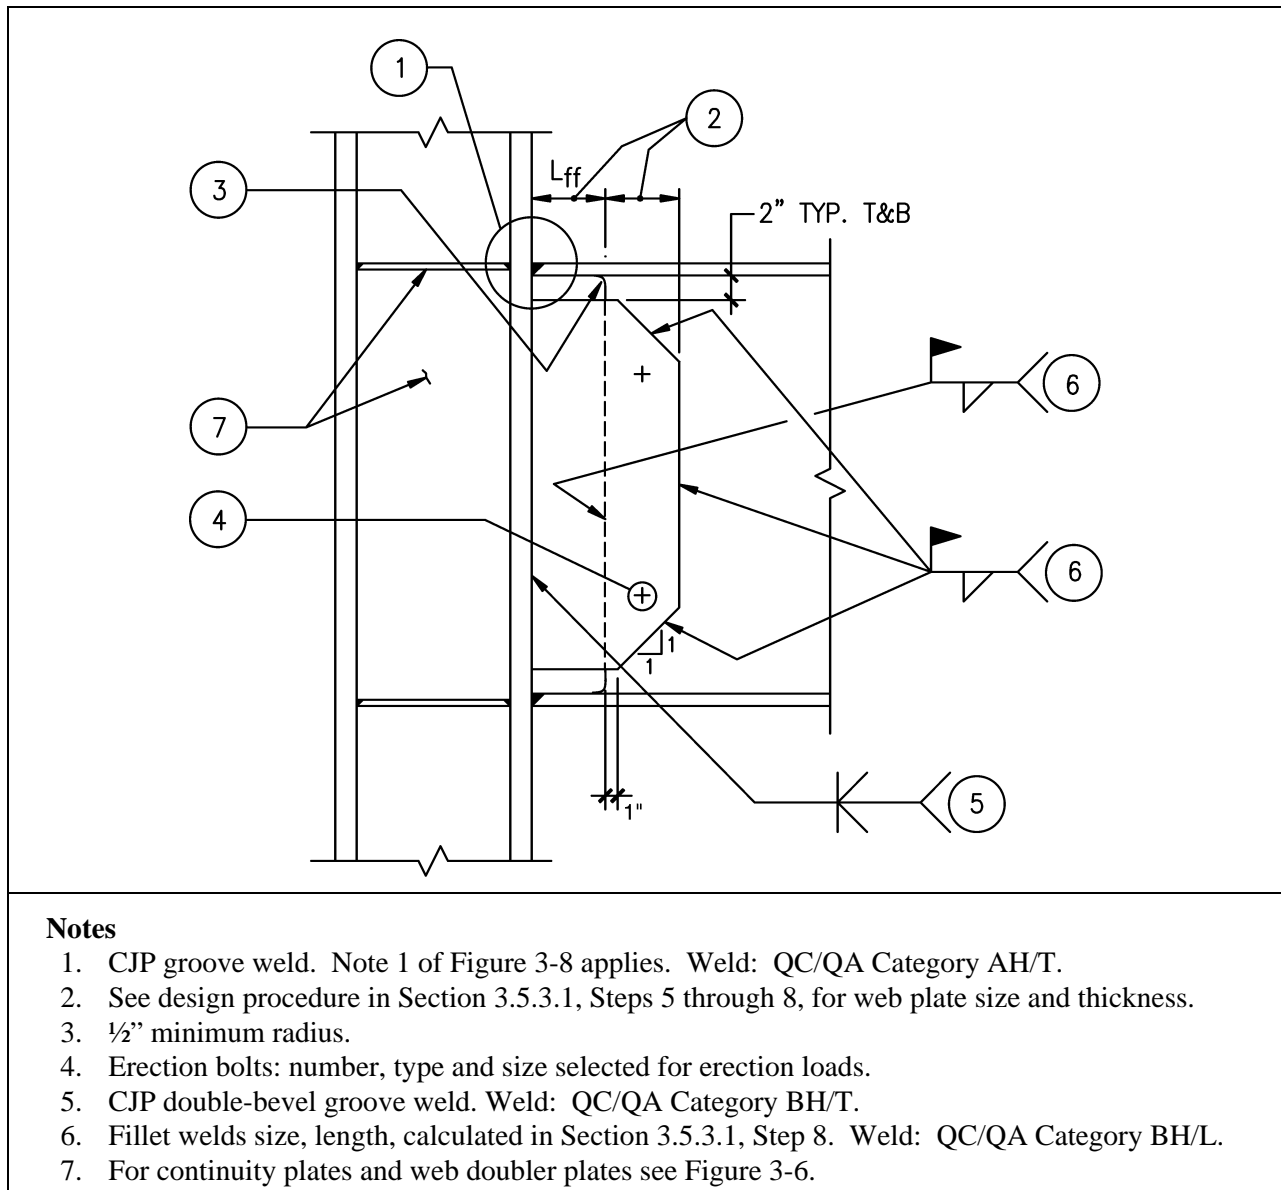 1
2
3
Lff
2” TYP. T&B
6
7
4
6
1
1
1"
5
Notes
1. CJP groove weld. Note 1 of Figure 3-8 applies. Weld: QC/QA Category AH/T.
2. See design procedure in Section 3.5.3.1, Steps 5 through 8, for web plate size and thickness.
3. ½” minimum radius.
4. Erection bolts: number, type and size selected for erection loads.
5. CJP double-bevel groove weld. Weld: QC/QA Category BH/T.
6. Fillet welds size, length, calculated in Section 3.5.3.1, Step 8. Weld: QC/QA Category BH/L.
7. For continuity plates and web doubler plates see Figure 3-6.